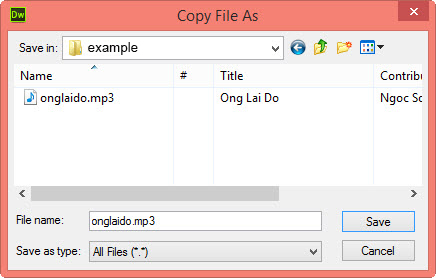 Dw
Copy File As
Save in: example
Name # Title Contribu
onglaido.mp3 Ong Lai Do Ngoc So
File name: onglaido.mp3 Save
Save as type: All Files (*.*) Cancel